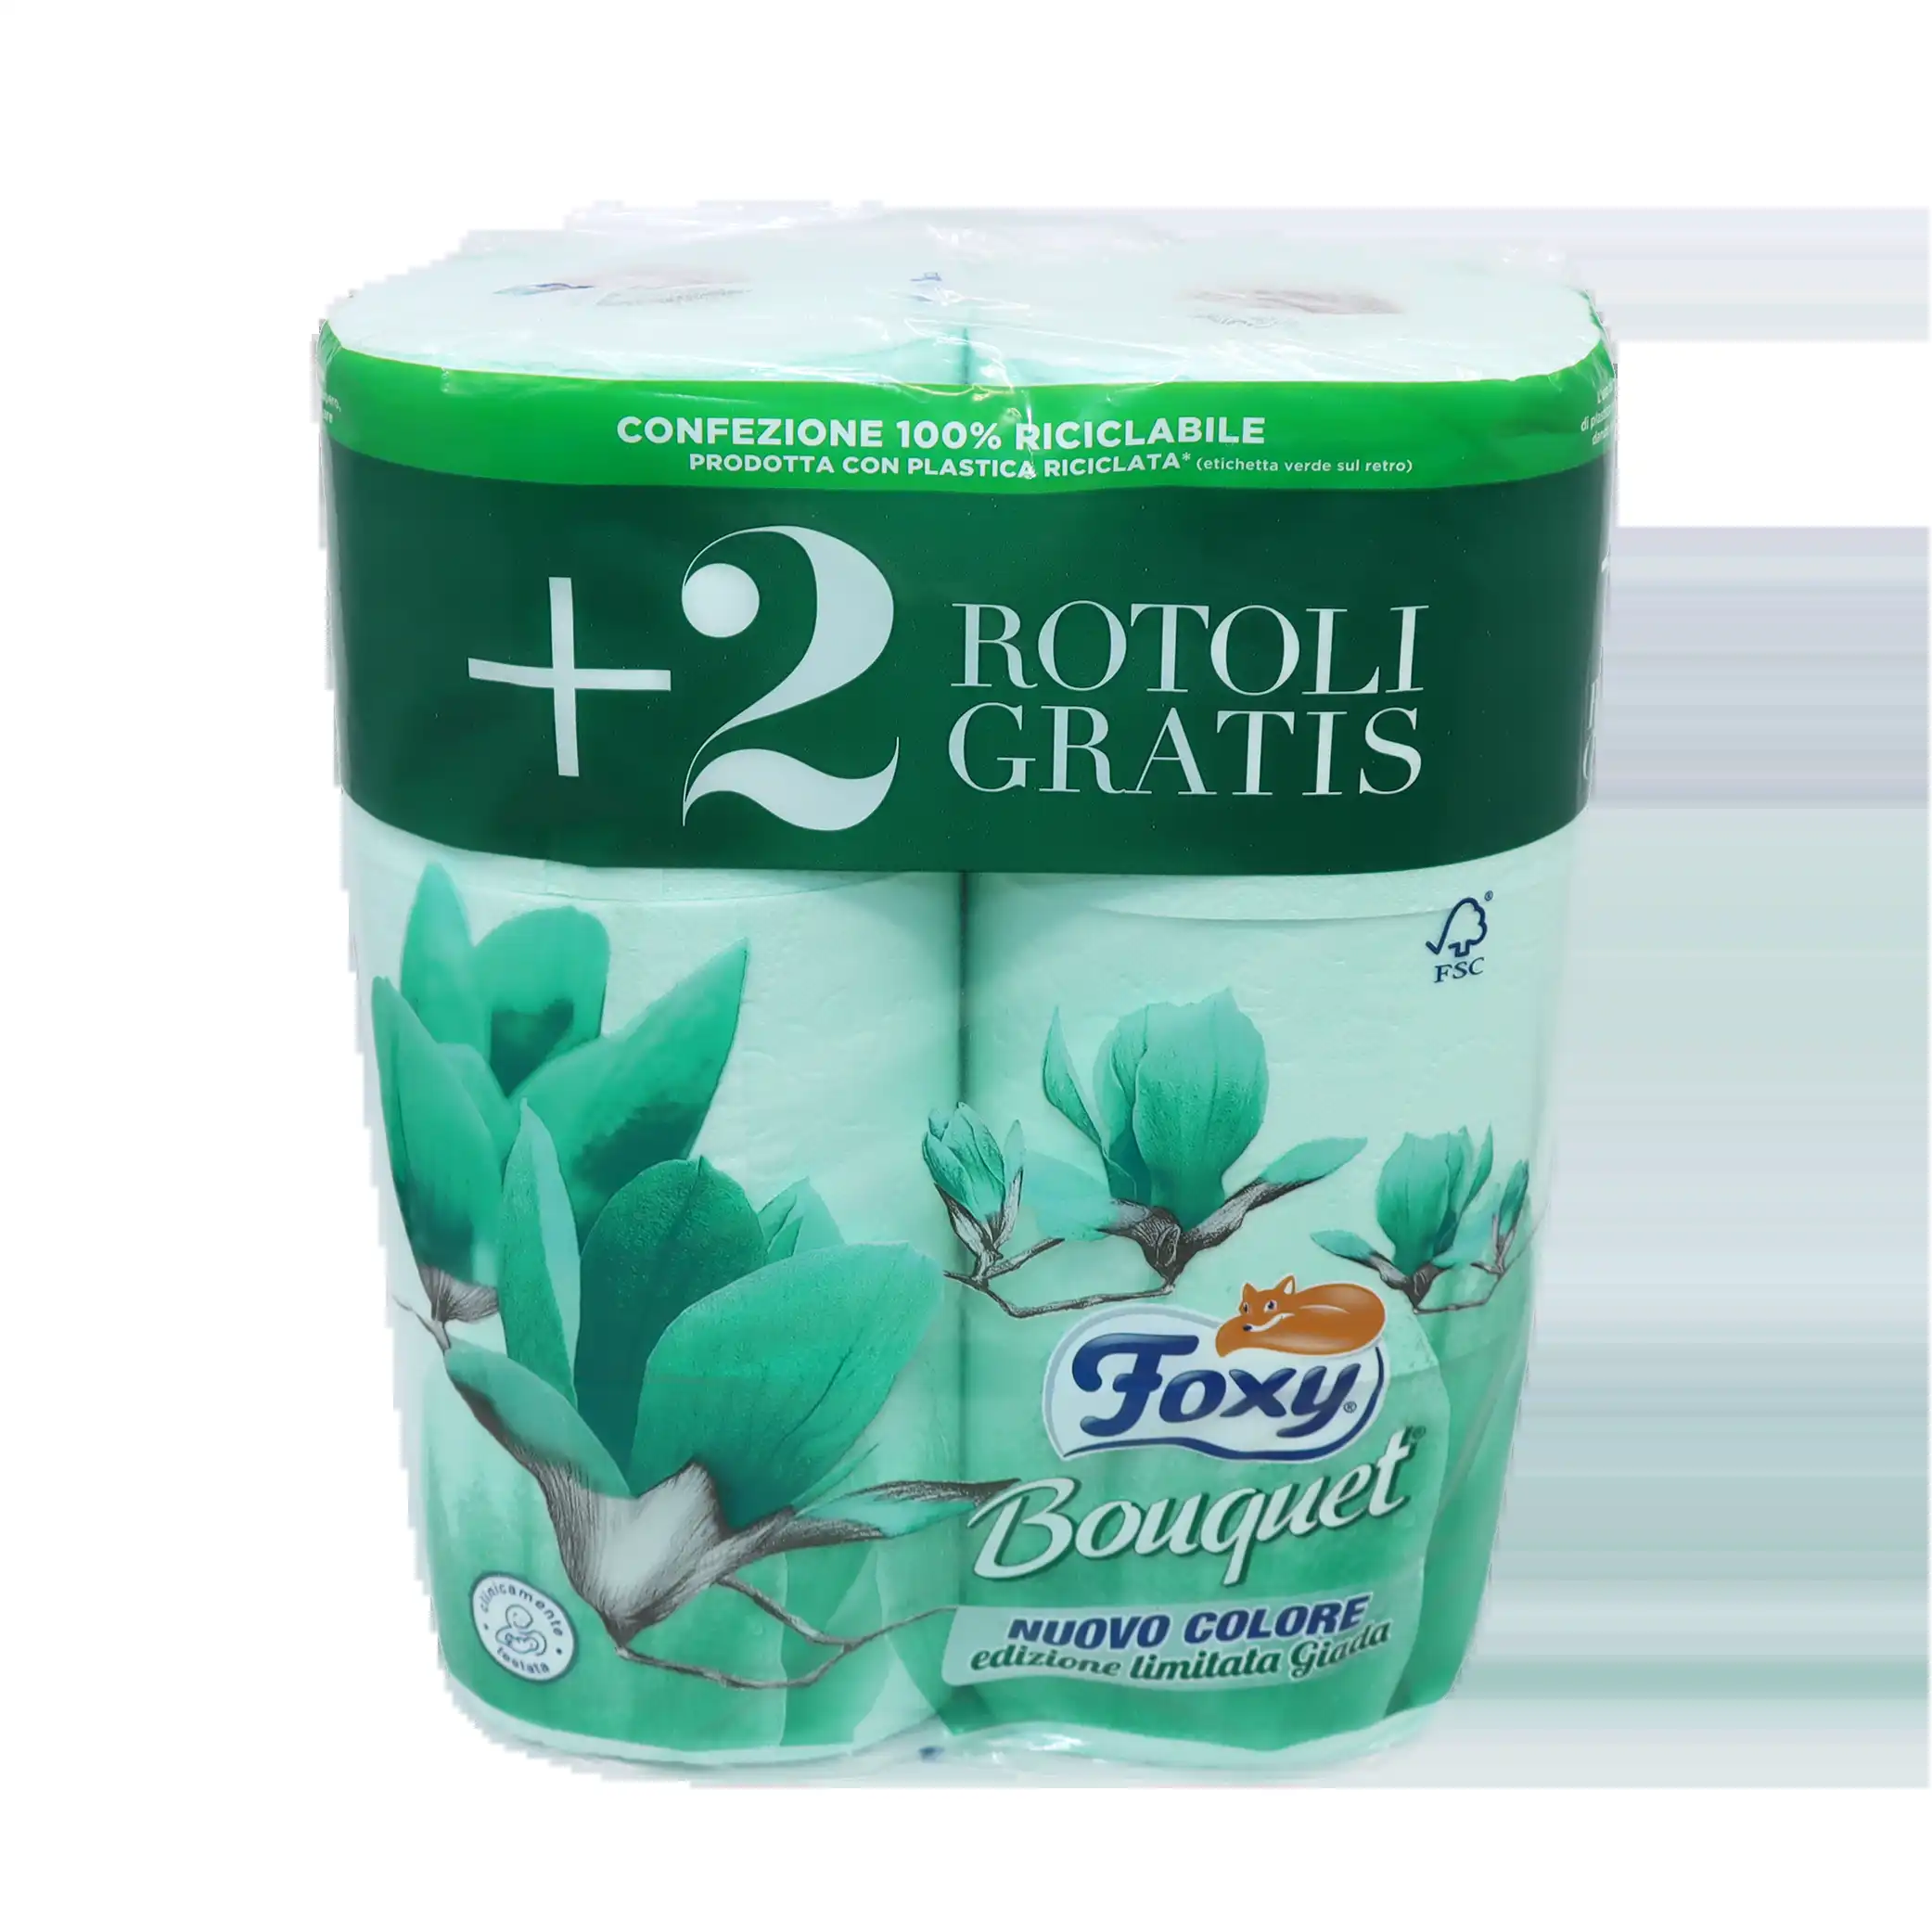 CONFEZIONE 100% RICICLABILE
PRODOTTA CON PLASTICA RICICLATA* (etichetta verde sul retro)
+2 ROTOLI
GRATIS
FSC®
Foxy®
Bouquet®
NUOVO COLORE
edizione limitata Giada
clinicamente
testata